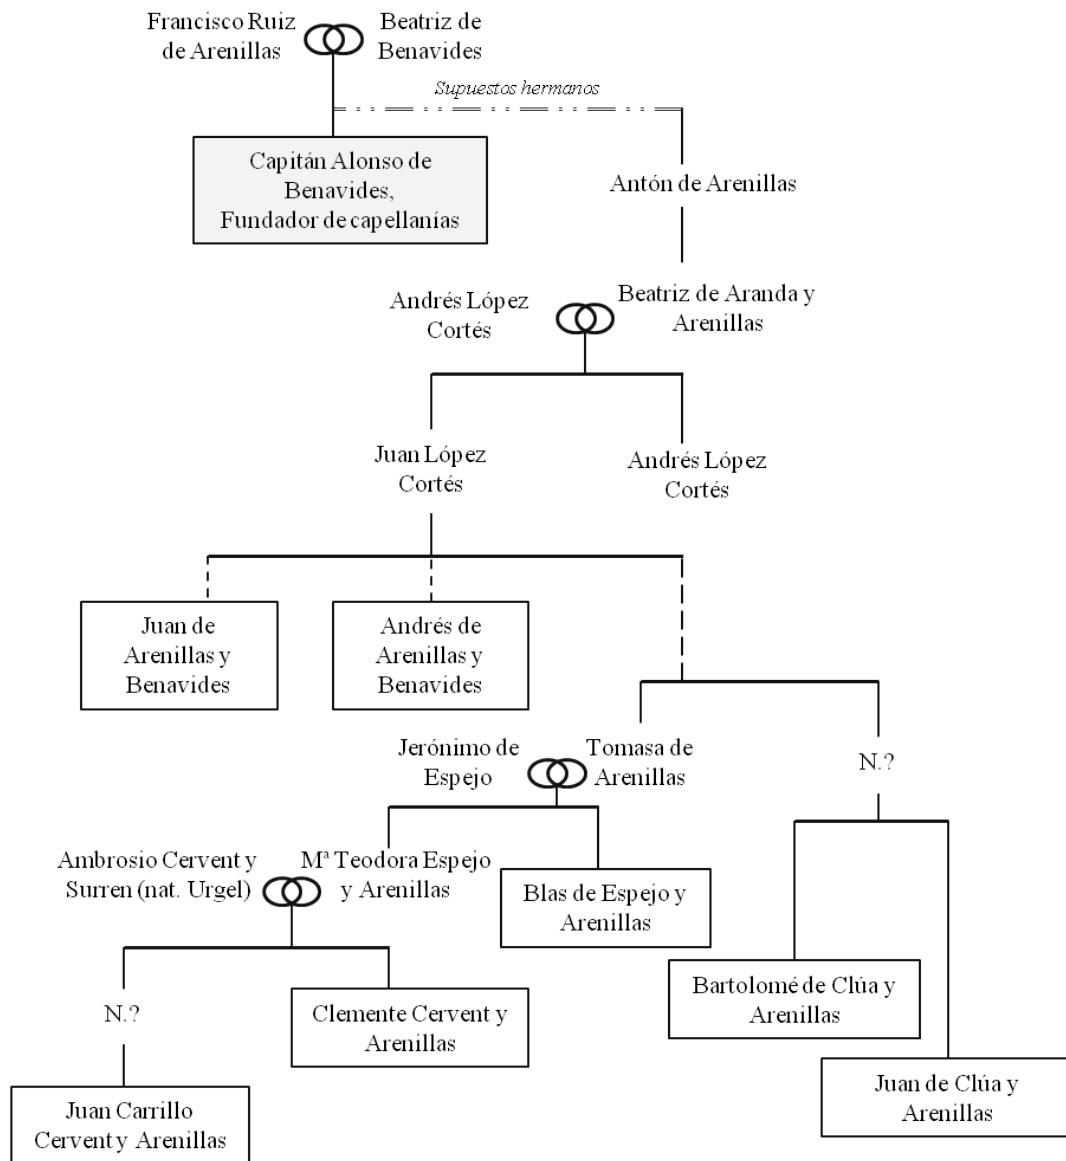 Francisco Ruiz
de Arenillas
Beatriz de
Benavides
Supuestos hermanos
Capitán Alonso de
Benavides,
Fundador de capellanías
Antón de Arenillas
Andrés López
Cortés
Beatriz de Aranda y
Arenillas
Juan López
Cortés
Andrés López
Cortés
Juan de
Arenillas y
Benavides
Andrés de
Arenillas y
Benavides
Jerónimo de
Espejo
Tomasa de
Arenillas
N.?
Ambrosio Cervent y
Surren (nat. Urgel)
Mª Teodora Espejo
y Arenillas
Blas de Espejo y
Arenillas
Bartolomé de Clúa y
Arenillas
N.?
Clemente Cervent y
Arenillas
Juan de Clúa y
Arenillas
Juan Carrillo
Cervent y Arenillas